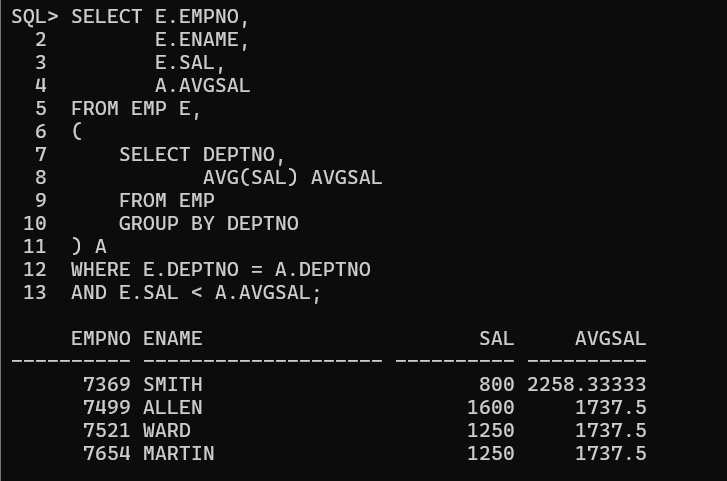 SQL> SELECT E.EMPNO,
  2         E.ENAME,
  3         E.SAL,
  4         A.AVGSAL
  5  FROM EMP E,
  6  (
  7      SELECT DEPTNO,
  8             AVG(SAL) AVGSAL
  9      FROM EMP
 10      GROUP BY DEPTNO
 11  ) A
 12  WHERE E.DEPTNO = A.DEPTNO
 13  AND E.SAL < A.AVGSAL;
     EMPNO ENAME                       SAL     AVGSAL
---------- -------------------- ---------- ----------
      7369 SMITH                       800 2258.33333
      7499 ALLEN                      1600     1737.5
      7521 WARD                       1250     1737.5
      7654 MARTIN                     1250     1737.5